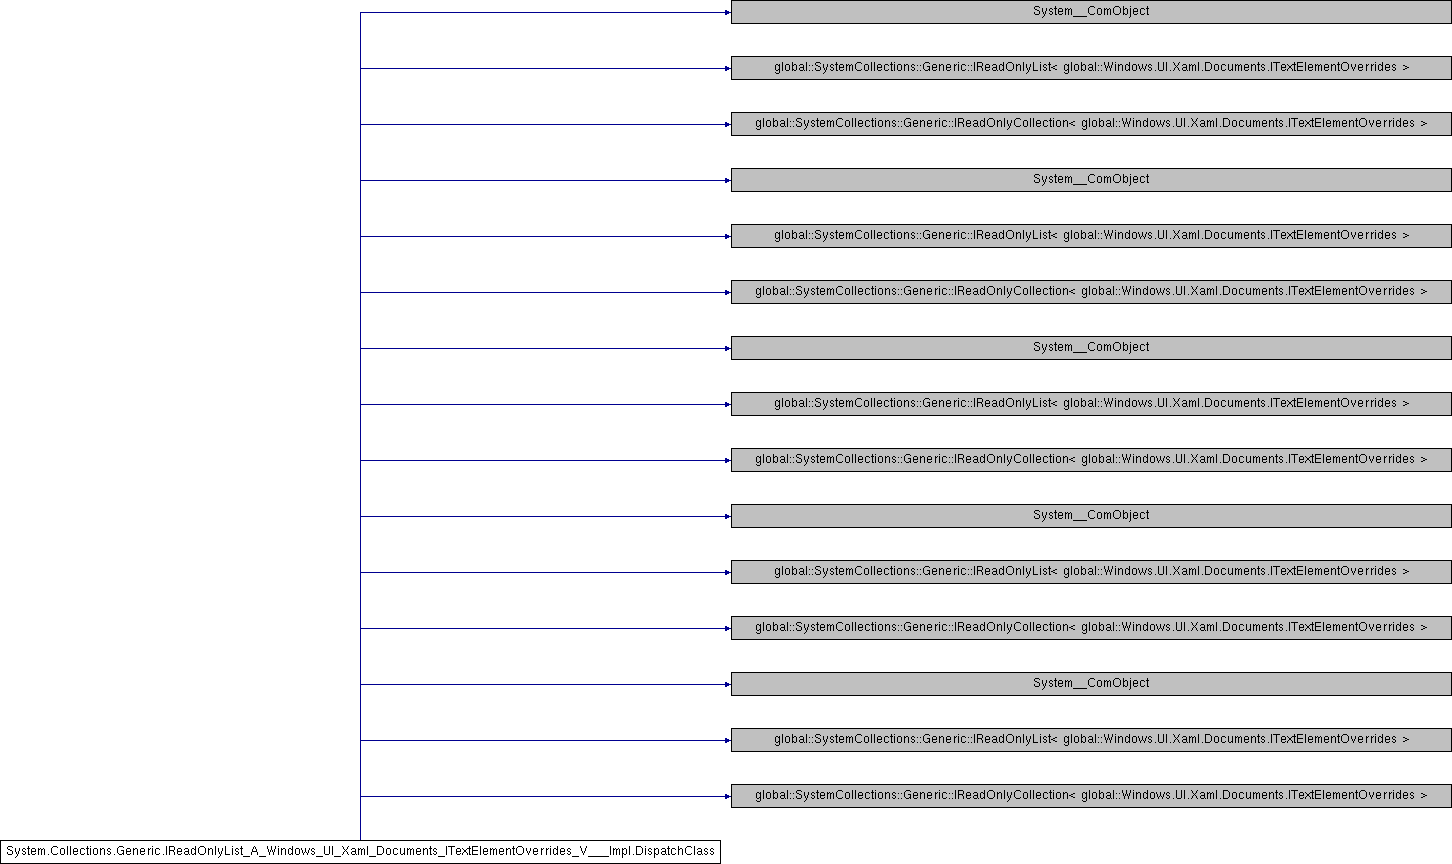 System__ComObject
global::SystemCollections::Generic::IReadOnlyList< global::Windows.UI.Xaml.Documents.ITextElementOverrides >
global::SystemCollections::Generic::IReadOnlyCollection< global::Windows.UI.Xaml.Documents.ITextElementOverrides >
System__ComObject
global::SystemCollections::Generic::IReadOnlyList< global::Windows.UI.Xaml.Documents.ITextElementOverrides >
global::SystemCollections::Generic::IReadOnlyCollection< global::Windows.UI.Xaml.Documents.ITextElementOverrides >
System__ComObject
global::SystemCollections::Generic::IReadOnlyList< global::Windows.UI.Xaml.Documents.ITextElementOverrides >
global::SystemCollections::Generic::IReadOnlyCollection< global::Windows.UI.Xaml.Documents.ITextElementOverrides >
System__ComObject
global::SystemCollections::Generic::IReadOnlyList< global::Windows.UI.Xaml.Documents.ITextElementOverrides >
global::SystemCollections::Generic::IReadOnlyCollection< global::Windows.UI.Xaml.Documents.ITextElementOverrides >
System__ComObject
global::SystemCollections::Generic::IReadOnlyList< global::Windows.UI.Xaml.Documents.ITextElementOverrides >
global::SystemCollections::Generic::IReadOnlyCollection< global::Windows.UI.Xaml.Documents.ITextElementOverrides >
System.Collections.Generic.IReadOnlyList_A_Windows_UI_Xaml_Documents_ITextElementOverrides_V___Impl.DispatchClass